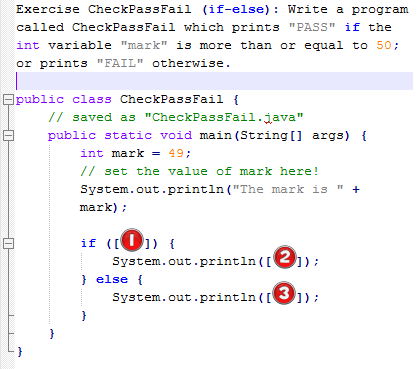 Exercise CheckPassFail (if-else): Write a program
called CheckPassFail which prints "PASS" if the
int variable "mark" is more than or equal to 50;
or prints "FAIL" otherwise.
public class CheckPassFail {
// saved as "CheckPassFail.java"
public static void main(String[] args) {
int mark = 49;
// set the value of mark here!
System.out.println("The mark is " +
mark);
if ([1]) {
System.out.println([2]);
} else {
System.out.println([3]);
}
}
}